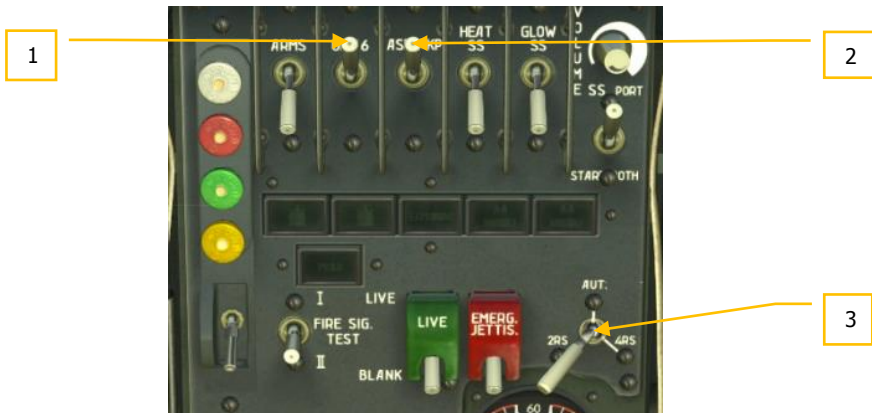 1
2
ARMS
6
AS KP
HEAT
SS
GLOW
SS
VOLUME
SS PORT
AUT.
I
LIVE
FIRE SIG.
TEST
LIVE
EMERG.
JETTIS.
2RS
4RS
3
II
BLANK
60